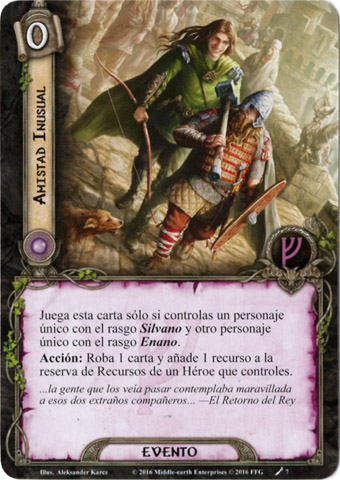 0
AMISTAD INUSUAL
Juega esta carta sólo si controlas un personaje
único con el rasgo Silvano y otro personaje
único con el rasgo Enano.
Acción: Roba 1 carta y añade 1 recurso a la
reserva de Recursos de un Héroe que controles.
...la gente que los veía pasar contemplaba maravillada
a esos dos extraños compañeros... —El Retorno del Rey
EVENTO
Illus. Aleksander Karcz © 2016 Middle-earth Enterprises © 2016 FFG 7